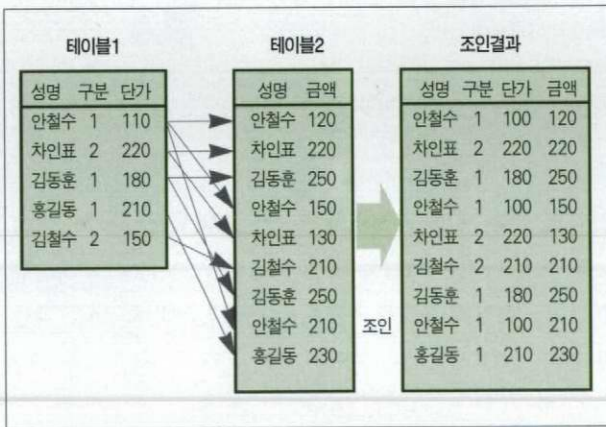 테이블1 테이블2 조인결과
성명 구분 단가
안철수 1 110
차인표 2 220
김동훈 1 180
홍길동 1 210
김철수 2 150
성명 금액
안철수 120
차인표 220
김동훈 250
안철수 150
차인표 130
김철수 210
김동훈 250
안철수 210
홍길동 230
조인
성명 구분 단가 금액
안철수 1 100 120
차인표 2 220 220
김동훈 1 180 250
안철수 1 100 150
차인표 2 220 130
김철수 2 210 210
김동훈 1 180 250
안철수 1 100 210
홍길동 1 210 230